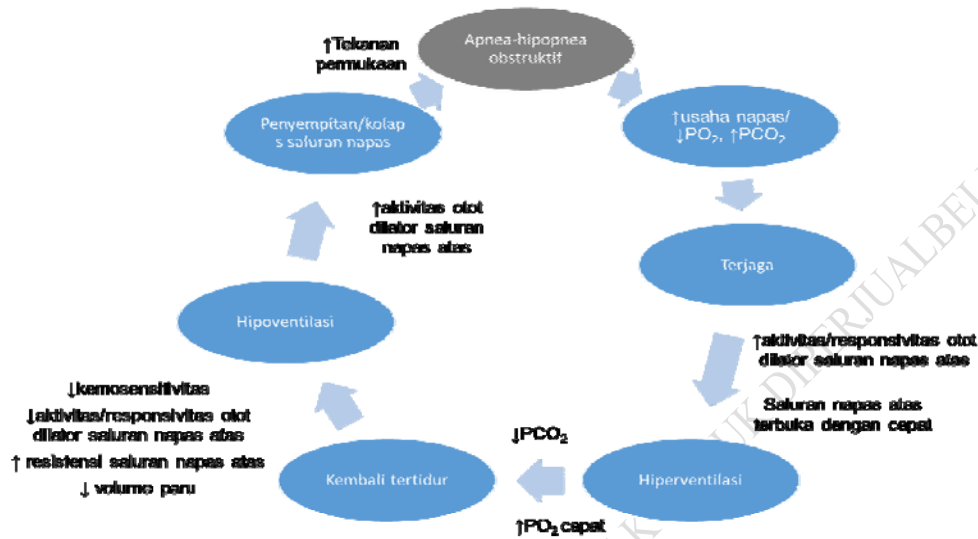 Apnea-hipopnea
obstruktif
↑Tekanan
permukaan
Penyempitan/kolap
s saluran napas
↑usaha napas/
↓PO₂, ↑PCO₂
↑aktivitas otot
dilator saluran
napas atas
Terjaga
Hipoventilasi
↑aktivitas/responsivitas otot
dilator saluran napas atas
Saluran napas atas
terbuka dengan cepat
↓kemosensitivitas
↓aktivitas/responsivitas otot
dilator saluran napas atas
↑ resistensi saluran napas atas
↓ volume paru
Kembali tertidur
↓PCO₂
↑PO₂ cepat
Hiperventilasi
UK DIPERJUALBELI